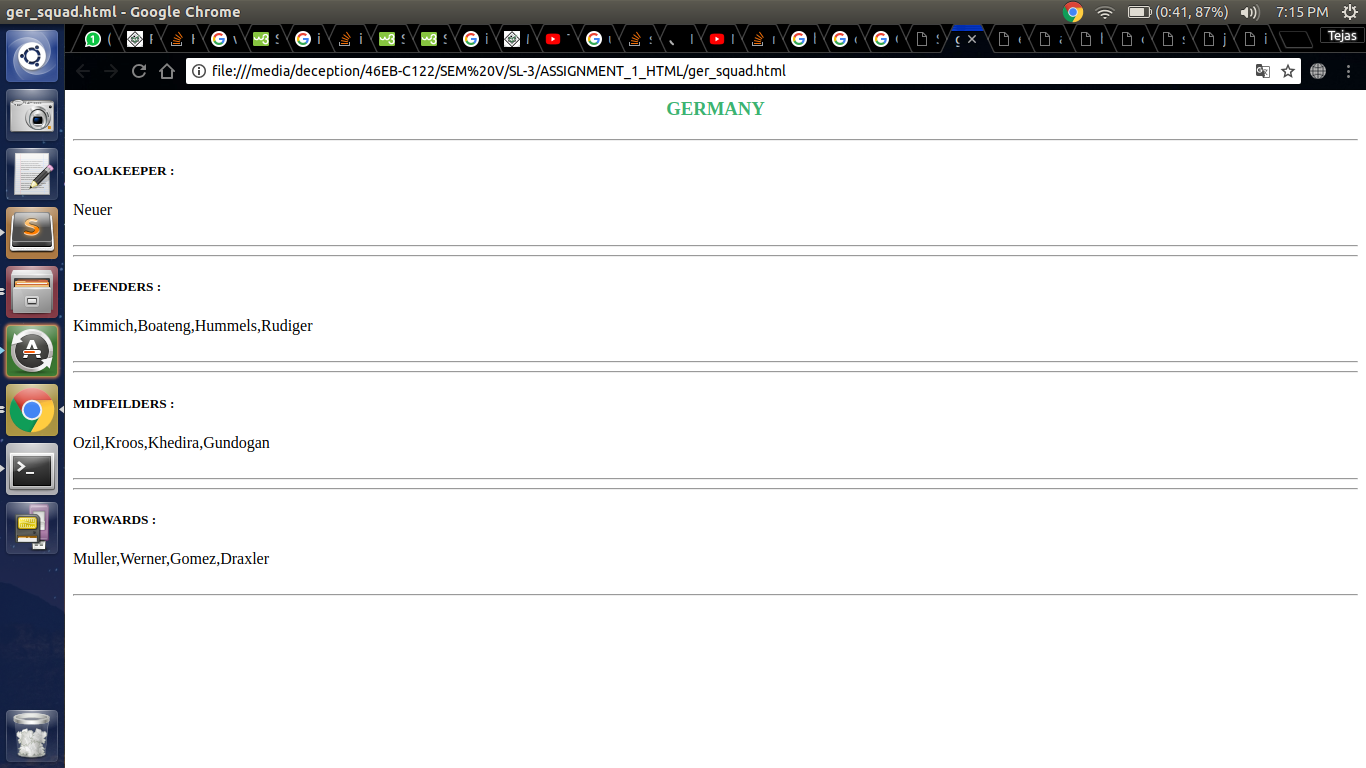 ger_squad.html - Google Chrome
(0:41, 87%)
7:15 PM
Tejas
file:///media/deception/46EB-C122/SEM%20V/SL-3/ASSIGNMENT_1_HTML/ger_squad.html
GERMANY
GOALKEEPER :
Neuer
DEFENDERS :
Kimmich,Boateng,Hummels,Rudiger
MIDFEILDERS :
Ozil,Kroos,Khedira,Gundogan
FORWARDS :
Muller,Werner,Gomez,Draxler